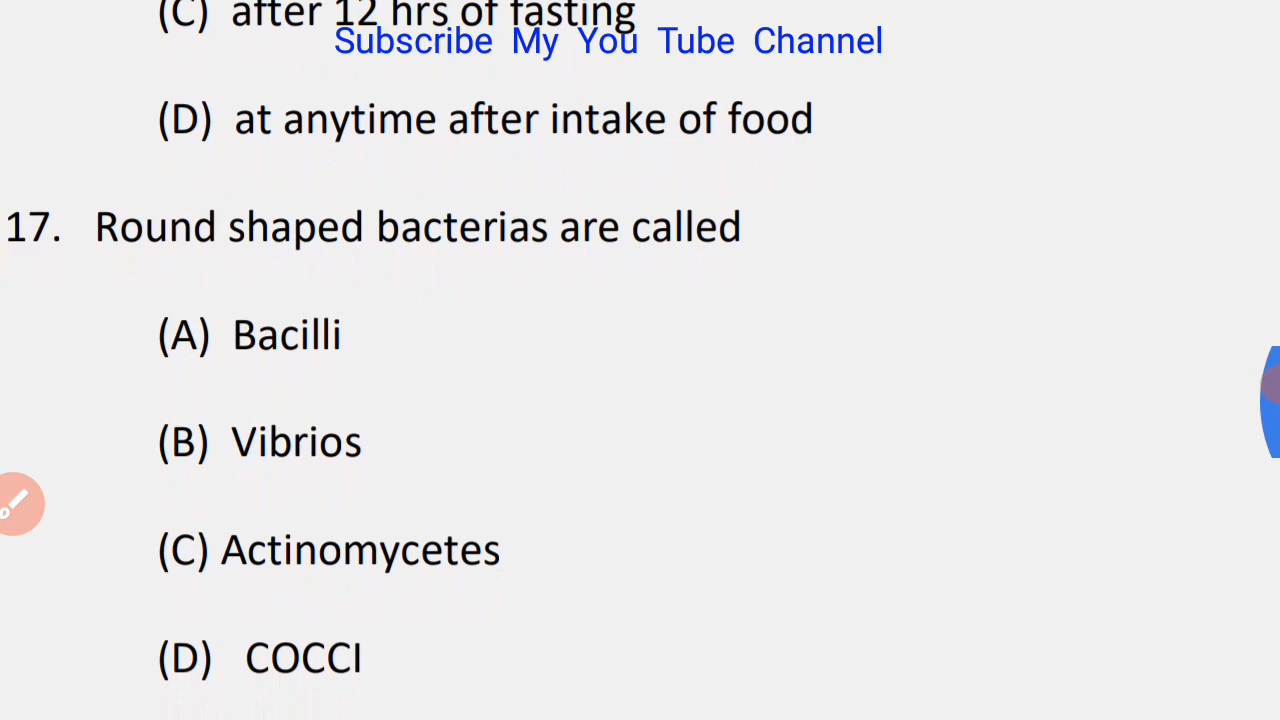 (C) after 12 hrs of fasting
Subscribe My You Tube Channel
(D) at anytime after intake of food
17. Round shaped bacterias are called
(A) Bacilli
(B) Vibrios
(C) Actinomycetes
(D) COCCI